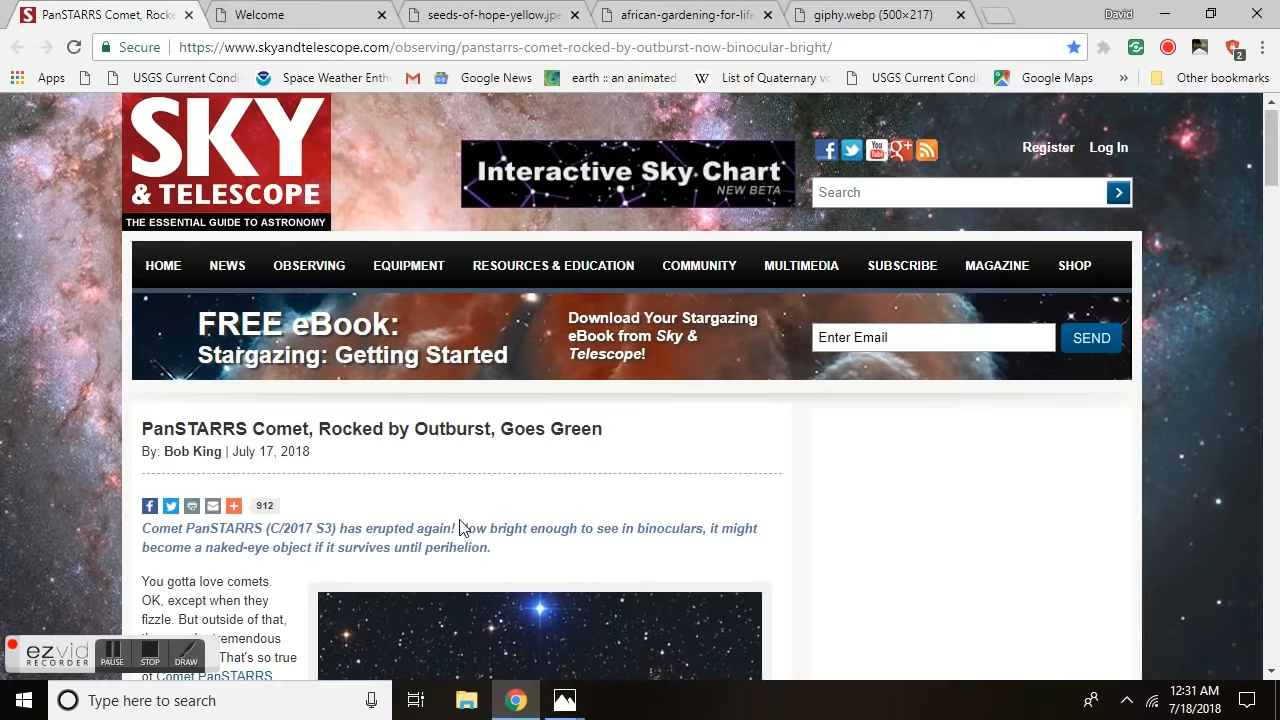 PanSTARRS Comet, Rocke
Welcome
seeds-of-hope-yellow.jpe
african-gardening-for-life
giphy.webp (500×217)
David
Secure
https://www.skyandtelescope.com/observing/panstarrs-comet-rocked-by-outburst-now-binocular-bright/
2
Apps
USGS Current Condi
Space Weather Enth
Google News
earth :: an animated
List of Quaternary vo
USGS Current Condi
Google Maps
»
Other bookmarks
SKY
& TELESCOPE
THE ESSENTIAL GUIDE TO ASTRONOMY
Interactive Sky Chart
NEW BETA
Register
Log In
Search
HOME
NEWS
OBSERVING
EQUIPMENT
RESOURCES & EDUCATION
COMMUNITY
MULTIMEDIA
SUBSCRIBE
MAGAZINE
SHOP
FREE eBook:
Stargazing: Getting Started
Download Your Stargazing
eBook from Sky &
Telescope!
Enter Email
SEND
PanSTARRS Comet, Rocked by Outburst, Goes Green
By: Bob King | July 17, 2018
912
Comet PanSTARRS (C/2017 S3) has erupted again! ow bright enough to see in binoculars, it might
become a naked-eye object if it survives until perihelion.
You gotta love comets.
OK, except when they
fizzle. But outside of that,
That's so true
of Comet PanSTARRS
ezvid
RECORDER
PAUSE
STOP
DRAW
Type here to search
12:31 AM
7/18/2018